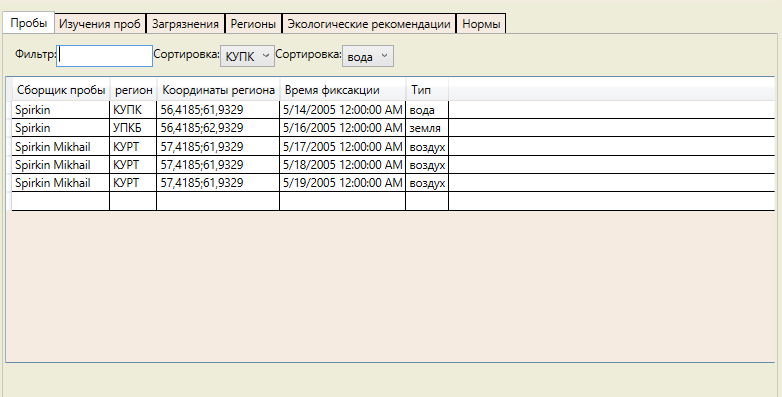 Пробы Изучения проб Загрязнения Регионы Экологические рекомендации Нормы
Фильтр: Сортировка: КУПК Сортировка: вода
Сборщик пробы регион Координаты региона Время фикссакции Тип
Spirkin КУПК 56,4185;61,9329 5/14/2005 12:00:00 AM вода
Spirkin УПКБ 56,4185;62,9329 5/16/2005 12:00:00 AM земля
Spirkin Mikhail КУРТ 57,4185;61,9329 5/17/2005 12:00:00 AM воздух
Spirkin Mikhail КУРТ 57,4185;61,9329 5/18/2005 12:00:00 AM воздух
Spirkin Mikhail КУРТ 57,4185;61,9329 5/19/2005 12:00:00 AM воздух